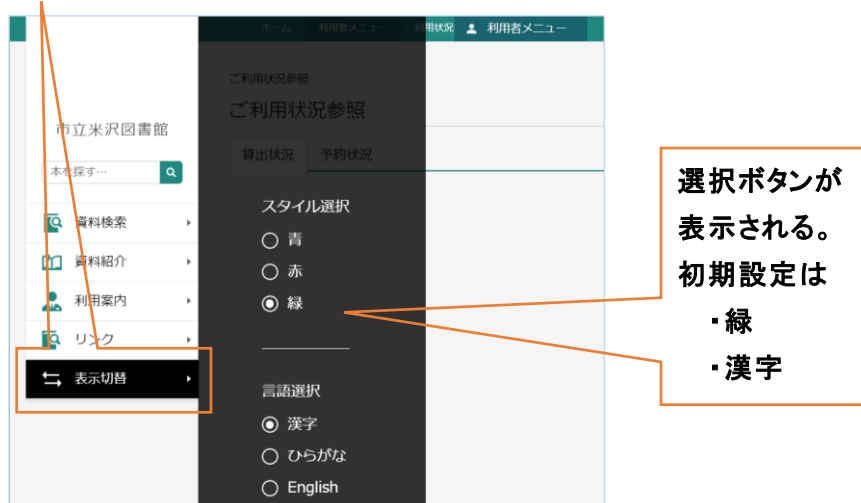 ホーム 利用者メニュー 利用状況 利用者メニュー
ご利用状況参照
ご利用状況参照
貸出状況 予約状況
市立米沢図書館
本を探す…
資料検索
資料紹介
利用案内
リンク
表示切替
スタイル選択
青
赤
緑
言語選択
漢字
ひらがな
English
選択ボタンが
表示される。
初期設定は
・緑
・漢字